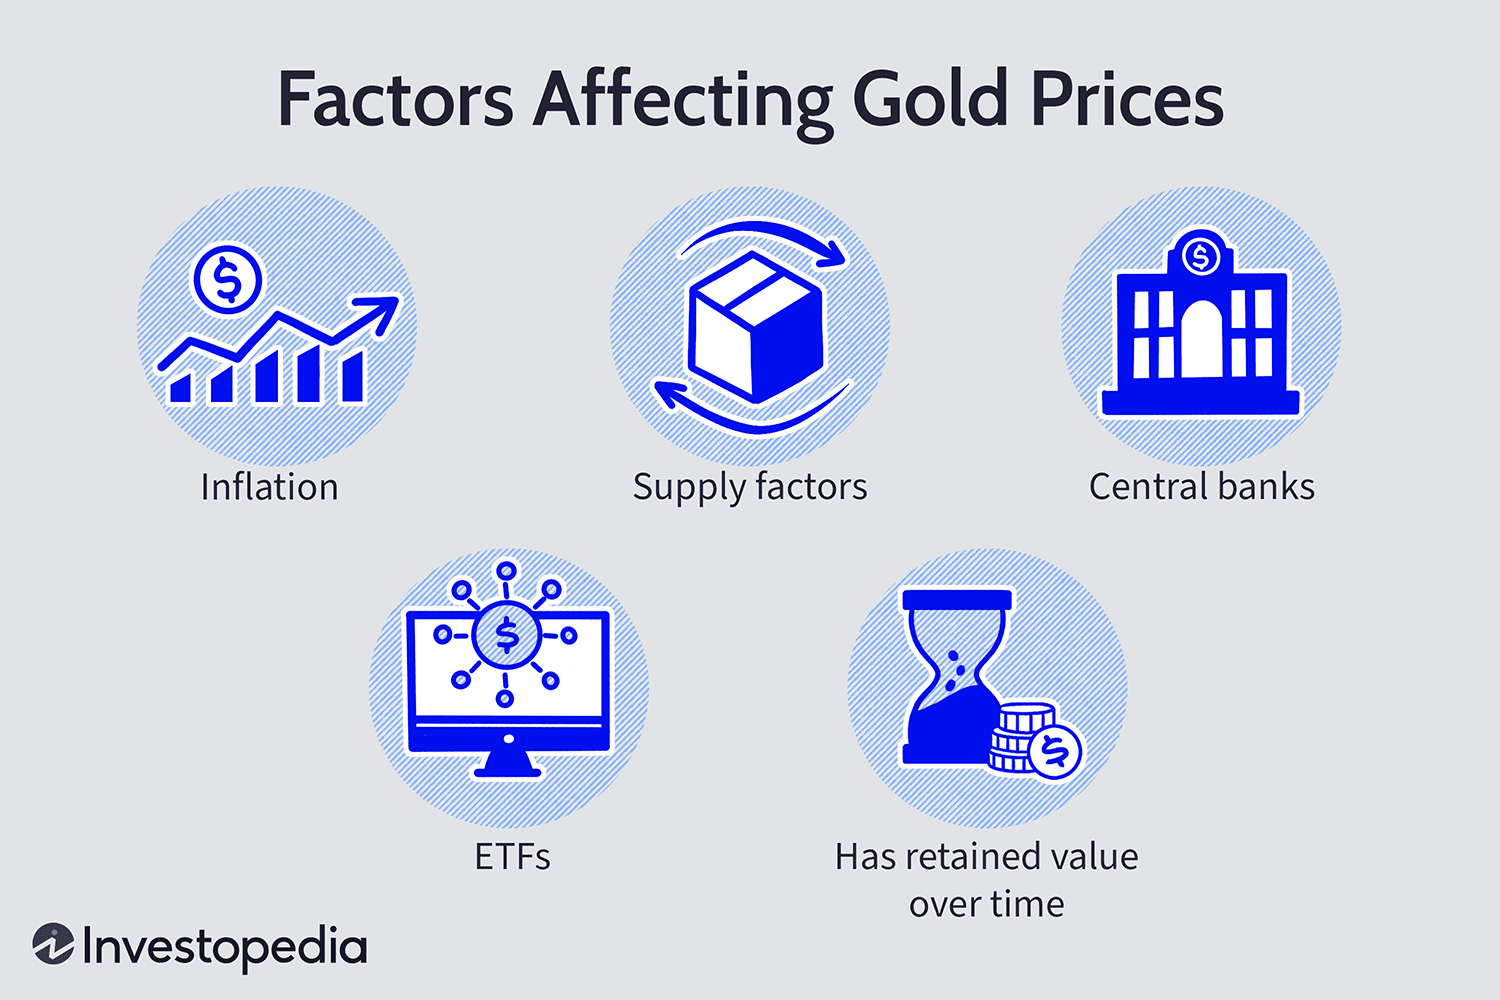 Factors Affecting Gold Prices
$
$
Inflation
Supply factors
Central banks
$
$
ETFs
Has retained value
over time
Investopedia